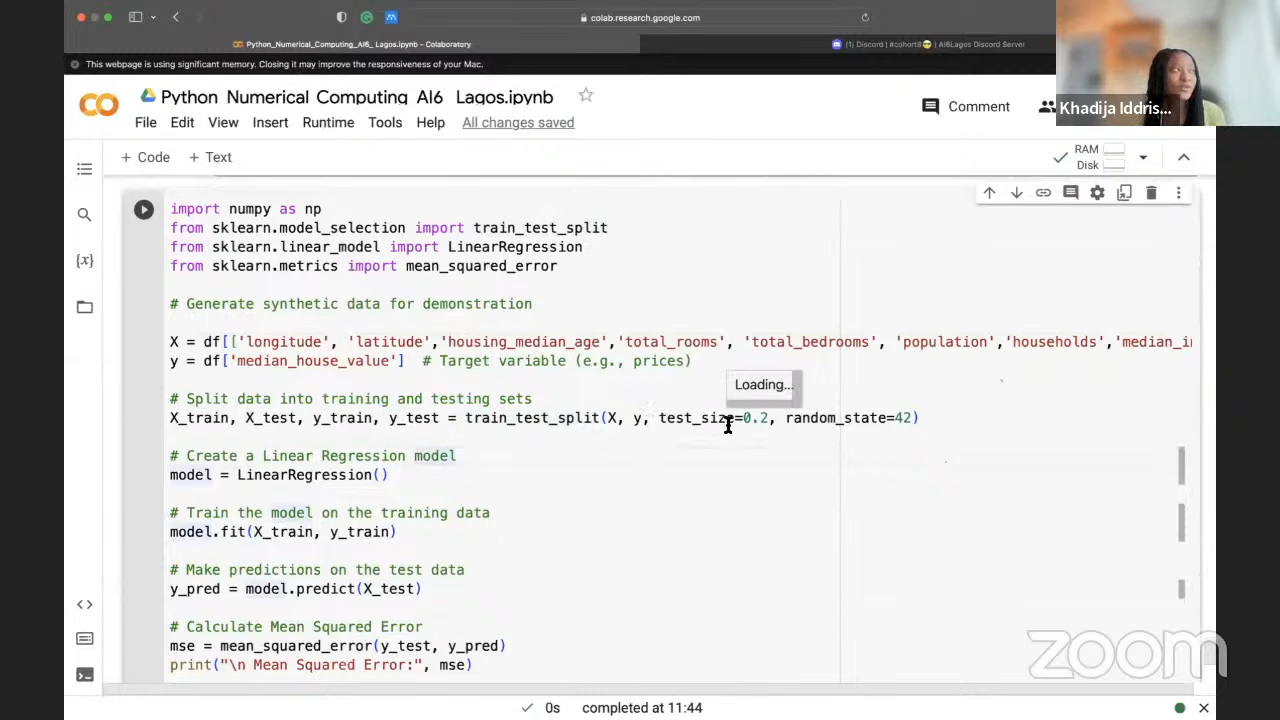 colab.research.google.com
Python_Numerical_Computing_AI6_ Lagos.ipynb - Colaboratory
(1) Discord | #cohort8😎 | AI6Lagos Discord Server
This webpage is using significant memory. Closing it may improve the responsiveness of your Mac.
Python_Numerical_Computing_AI6_ Lagos.ipynb
Comment
Khadija Iddris...
File Edit View Insert Runtime Tools Help All changes saved
+ Code + Text
RAM
Disk
import numpy as np
from sklearn.model_selection import train_test_split
from sklearn.linear_model import LinearRegression
from sklearn.metrics import mean_squared_error
# Generate synthetic data for demonstration
X = df[['longitude', 'latitude','housing_median_age','total_rooms', 'total_bedrooms', 'population','households','median_in
y = df['median_house_value'] # Target variable (e.g., prices)
Loading...
# Split data into training and testing sets
X_train, X_test, y_train, y_test = train_test_split(X, y, test_size=0.2, random_state=42)
# Create a Linear Regression model
model = LinearRegression()
# Train the model on the training data
model.fit(X_train, y_train)
# Make predictions on the test data
y_pred = model.predict(X_test)
# Calculate Mean Squared Error
mse = mean_squared_error(y_test, y_pred)
print("\n Mean Squared Error:", mse)
zoom
0s completed at 11:44